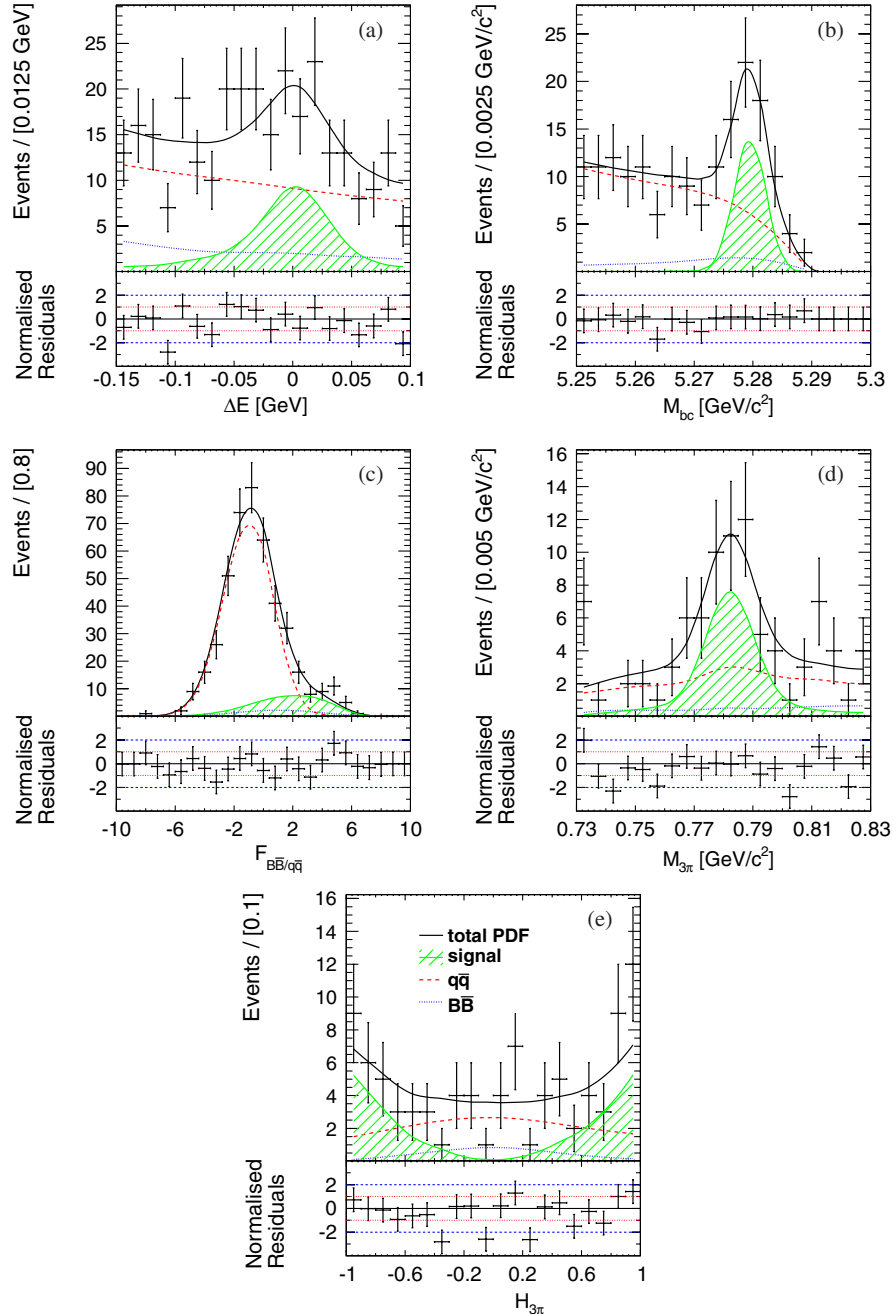 Events / [0.0125 GeV]
25
20
15
10
5
(a)
Normalised
Residuals
2
0
-2
-0.15 -0.1 -0.05 0 0.05 0.1
ΔE [GeV]
Events / [0.0025 GeV/c²]
25
20
15
10
5
(b)
Normalised
Residuals
2
0
-2
5.25 5.26 5.27 5.28 5.29 5.3
M_bc [GeV/c²]
Events / [0.8]
90
80
70
60
50
40
30
20
10
(c)
Normalised
Residuals
2
0
-2
-10 -6 -2 2 6 10
F_BB̅/qq̅
Events / [0.005 GeV/c²]
16
14
12
10
8
6
4
2
(d)
Normalised
Residuals
2
0
-2
0.73 0.75 0.77 0.79 0.81 0.83
M_3π [GeV/c²]
Events / [0.1]
16
14
12
10
8
6
4
2
(e)
total PDF
signal
qq̅
BB̅
Normalised
Residuals
2
0
-2
-1 -0.6 -0.2 0.2 0.6 1
H_3π